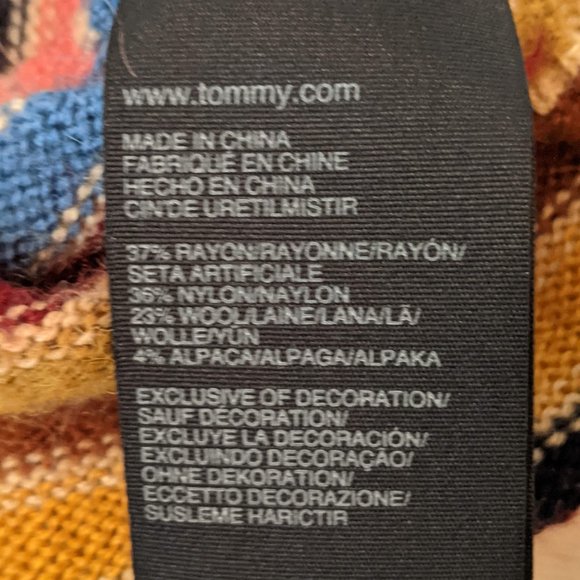 www.tommy.com
MADE IN CHINA
FABRIQUÉ EN CHINE
HECHO EN CHINA
CIN'DE URETILMISTIR
37% RAYON/RAYONNE/RAYÓN/
SETA ARTIFICIALE
36% NYLON/NAYLON
23% WOOL/LAINE/LANA/LÃ/
WOLLE/YÜN
4% ALPACA/ALPAGA/ALPAKA
EXCLUSIVE OF DECORATION/
SAUF DÉCORATION/
EXCLUYE LA DECORACIÓN/
EXCLUINDO DECORAÇÃO/
OHNE DEKORATION/
ECCETTO DECORAZIONE/
SUSLEME HARICTIR